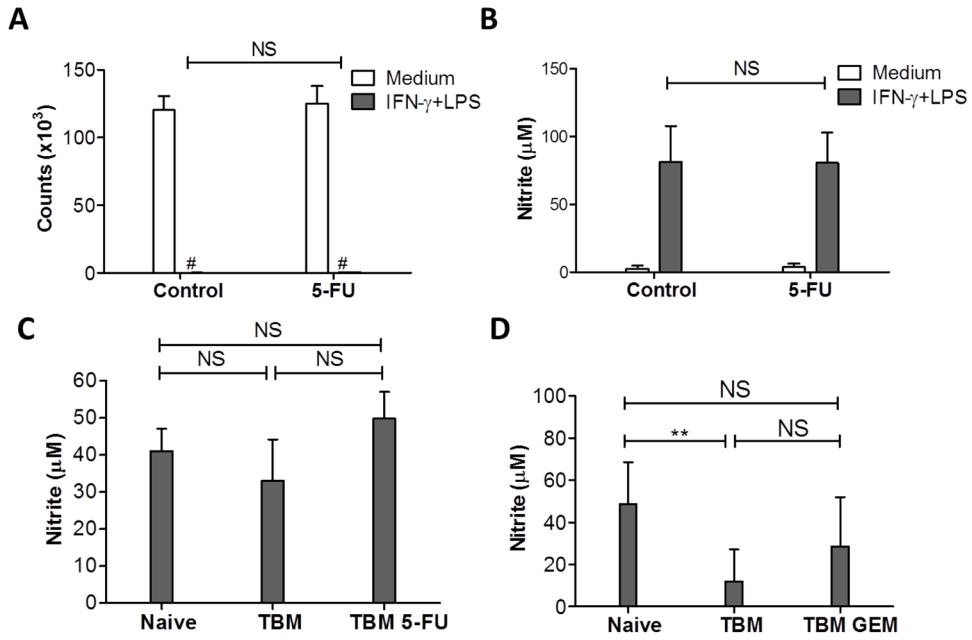 A
NS
Medium
IFN-γ+LPS
Counts (x10³)
150
100
50
0
#
#
Control
5-FU
B
NS
Medium
IFN-γ+LPS
Nitrite (μM)
150
100
50
0
Control
5-FU
C
NS
NS
NS
Nitrite (μM)
60
50
40
30
20
10
0
Naive
TBM
TBM 5-FU
D
NS
**
NS
Nitrite (μM)
100
80
60
40
20
0
Naive
TBM
TBM GEM